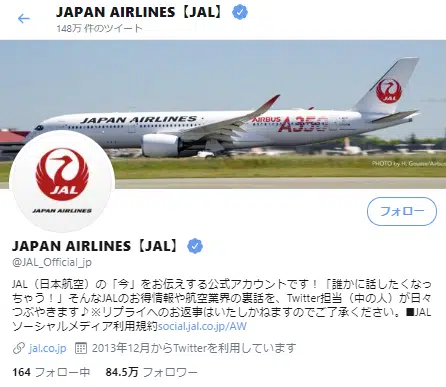 JAPAN AIRLINES【JAL】
148万 件のツイート
JAPAN AIRLINES
AIRBUS
A350
JAL
PHOTO by H. Goussé/Airbus
JAL
JAPAN AIRLINES
フォロー
JAPAN AIRLINES【JAL】
@JAL_Official_jp
JAL（日本航空）の「今」をお伝えする公式アカウントです！「誰かに話したくなっ
ちゃう！」そんなJALのお得情報や航空業界の裏話を、Twitter担当（中の人）が日々
つぶやきます♪ ※リプライへのお返事はいたしかねますのでご了承ください。■JAL
ソーシャルメディア利用規約social.jal.co.jp/AW
jal.co.jp 2013年12月からTwitterを利用しています
164 フォロー中 84.5万 フォロワー